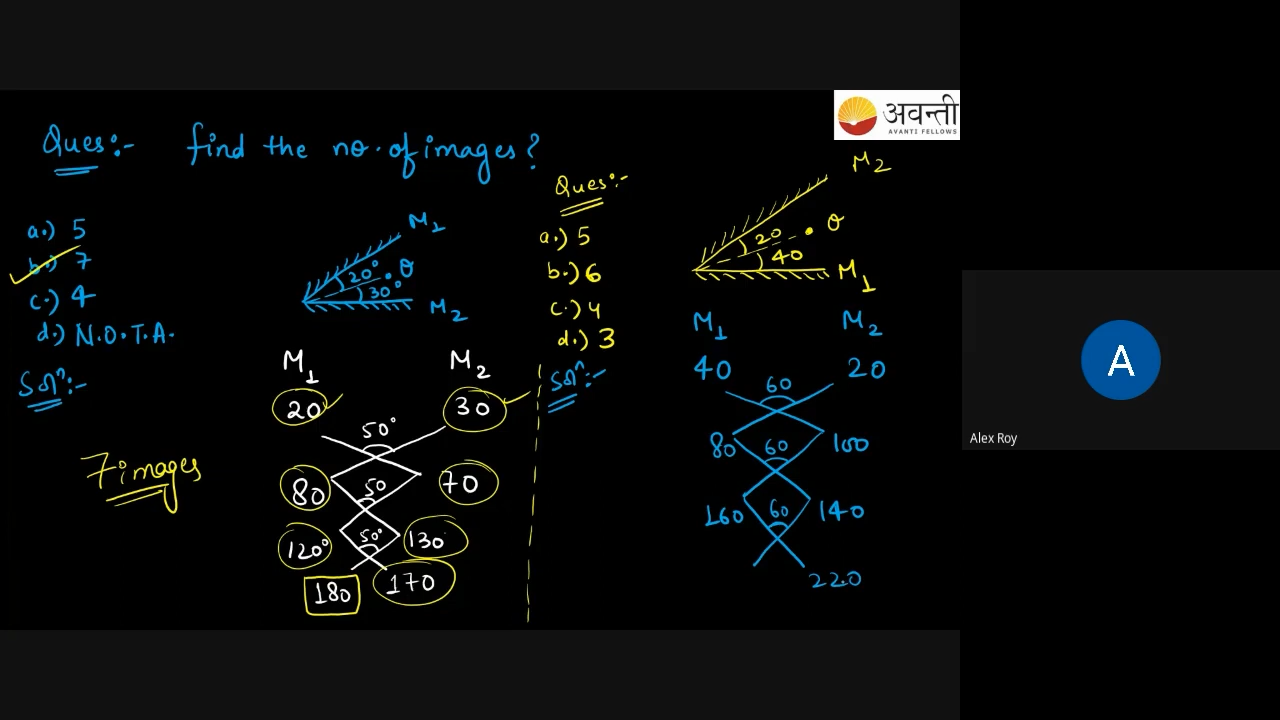 अवन्ती
AVANTI FELLOWS
Ques:- find the no. of images?
a.) 5
b.) 7
c.) 4
d.) N.O.T.A.
M1
20°
θ
30°
M2
Soln:-
7 images
M1 M2
20 30
50°
80 70
50
120° 130
50°
180 170
Ques:-
a.) 5
b.) 6
c.) 4
d.) 3
M2
20
θ
40
M1
Soln:-
M1 M2
40 20
60
80 100
60
160 140
60
220
A
Alex Roy